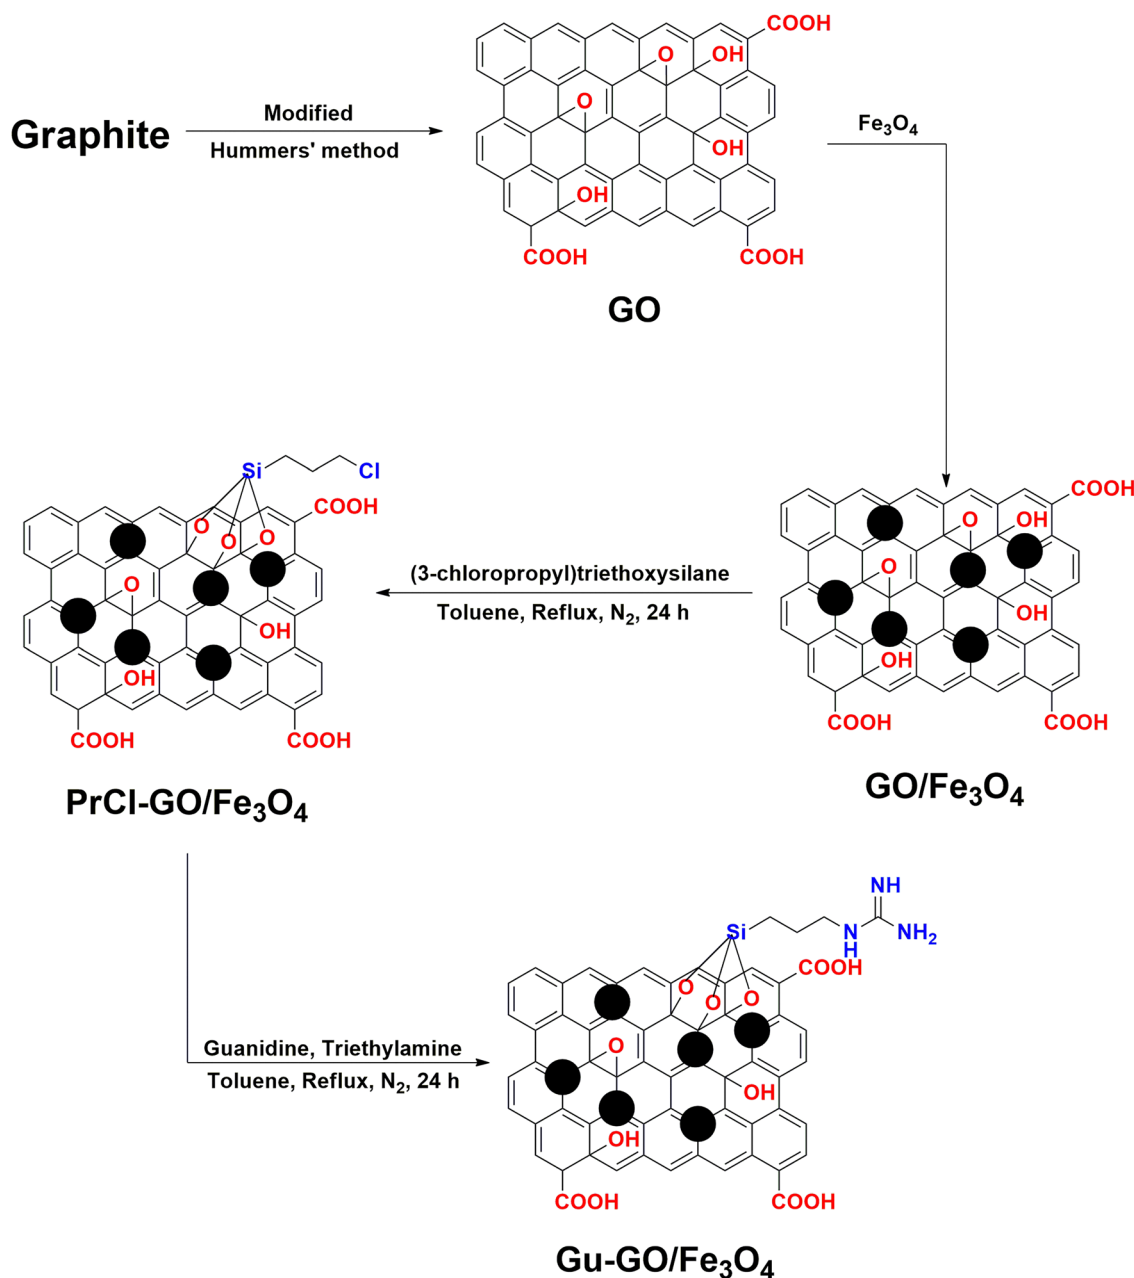 COOH
O
OH
O
Graphite
Modified
Hummers' method
OH
OH
COOH
COOH
GO
Fe₃O₄
Si
Cl
COOH
O
O
O
O
OH
OH
COOH
COOH
PrCl-GO/Fe₃O₄
(3-chloropropyl)triethoxysilane
Toluene, Reflux, N₂, 24 h
COOH
O
OH
O
OH
OH
COOH
COOH
GO/Fe₃O₄
Guanidine, Triethylamine
Toluene, Reflux, N₂, 24 h
NH
Si
N
H
NH₂
COOH
O
O
O
O
OH
OH
COOH
COOH
Gu-GO/Fe₃O₄